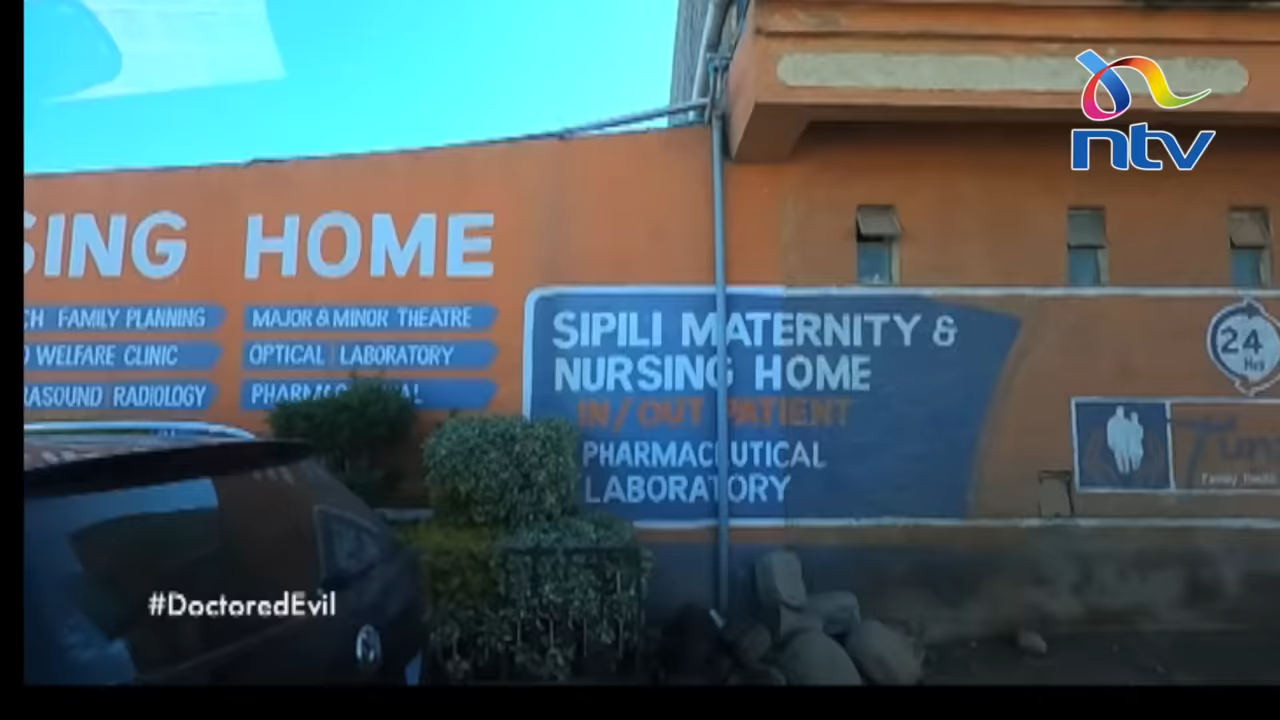 ntv
SING HOME
CH FAMILY PLANNING
WELFARE CLINIC
RASOUND RADIOLOGY
MAJOR & MINOR THEATRE
OPTICAL LABORATORY
SIPILI MATERNITY &
NURSING HOME
IN/OUT PATIENT
PHARMACEUTICAL
LABORATORY
24
Hrs
#DoctoredEvil